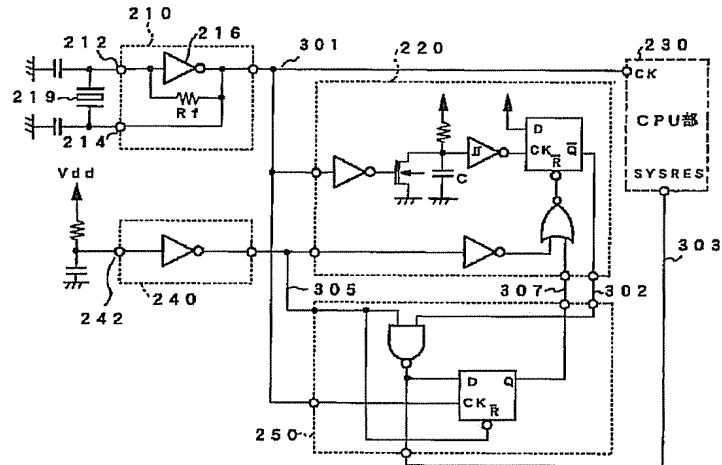 210
212
216
301
220
230
CK
CPU部
SYSRES
219
Rf
214
D
CK
R
Q
C
Vdd
303
305
307
302
242
240
D
Q
CK
R
250